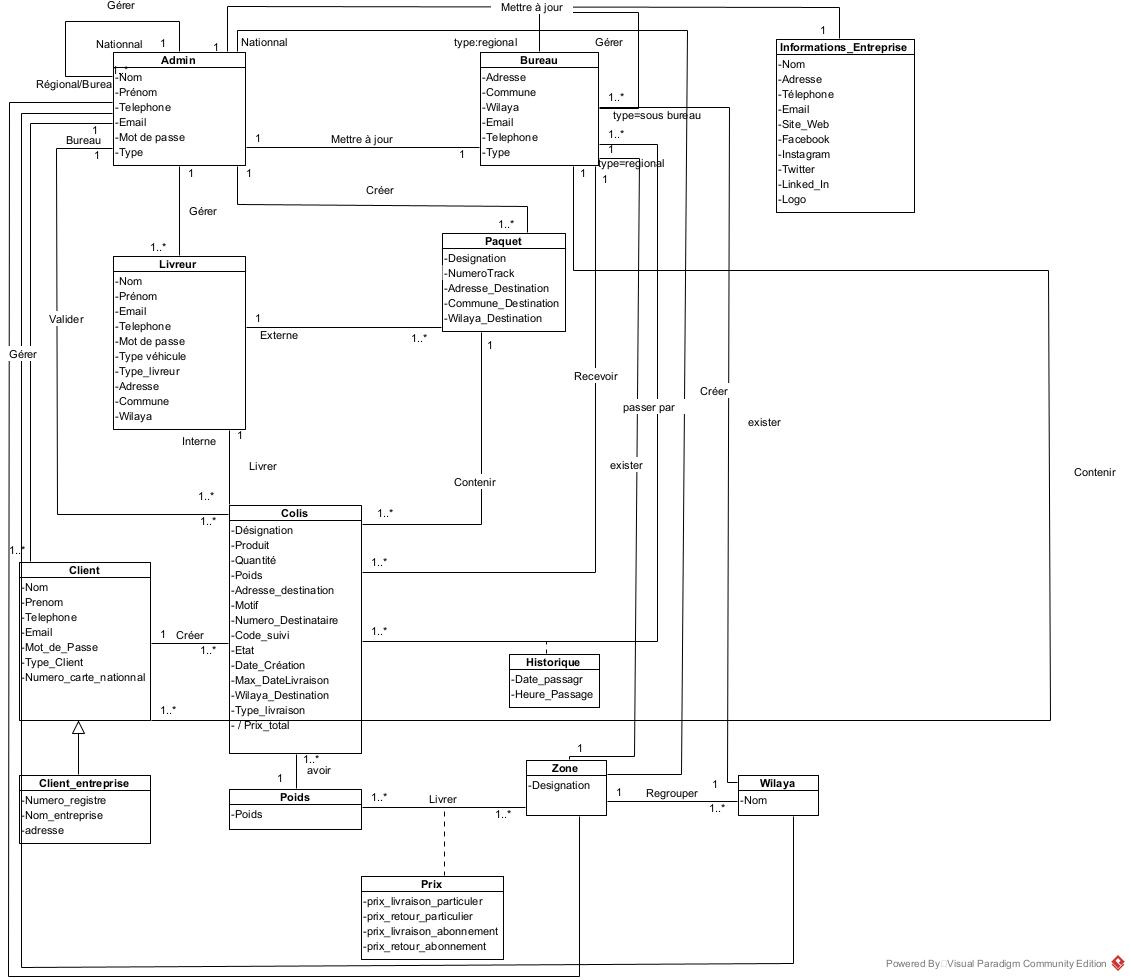 Gérer
Mettre à jour
Nationnal
1
1
Nationnal
type:regional
Gérer
1
Admin
-Nom
-Prénom
-Telephone
-Email
-Mot de passe
-Type
1..*
Régional/Burea
1
Bureau
1
Bureau
-Adresse
-Commune
-Wilaya
-Email
-Telephone
-Type
1..*
type=sous bureau
1..*
1
type=regional
1
1
Informations_Entreprise
-Nom
-Adresse
-Télephone
-Email
-Site_Web
-Facebook
-Instagram
-Twitter
-Linked_In
-Logo
1
Mettre à jour
1
1
1
Créer
Gérer
1..*
1..*
Paquet
-Designation
-NumeroTrack
-Adresse_Destination
-Commune_Destination
-Wilaya_Destination
Livreur
-Nom
-Prénom
-Email
-Telephone
-Mot de passe
-Type véhicule
-Type_livreur
-Adresse
-Commune
-Wilaya
1
Externe
1..*
1
Valider
Gérer
Recevoir
Créer
passer par
exister
exister
Contenir
Interne
1
Livrer
Contenir
1..*
1..*
1..*
1..*
Colis
-Désignation
-Produit
-Quantité
-Poids
-Adresse_destination
-Motif
-Numero_Destinataire
-Code_suivi
-Etat
-Date_Création
-Max_DateLivraison
-Wilaya_Destination
-Type_livraison
- / Prix_total
1..*
1..*
Client
-Nom
-Prenom
-Telephone
-Email
-Mot_de_Passe
-Type_Client
-Numero_carte_nationnal
1
Créer
1..*
1..*
Historique
-Date_passagr
-Heure_Passage
Client_entreprise
-Numero_registre
-Nom_entreprise
-adresse
1..*
avoir
1
Poids
-Poids
1..*
Livrer
1..*
1
Zone
-Designation
1
Regrouper
1
1..*
Wilaya
-Nom
Prix
-prix_livraison_particuler
-prix_retour_particulier
-prix_livraison_abonnement
-prix_retour_abonnement
Powered By Visual Paradigm Community Edition